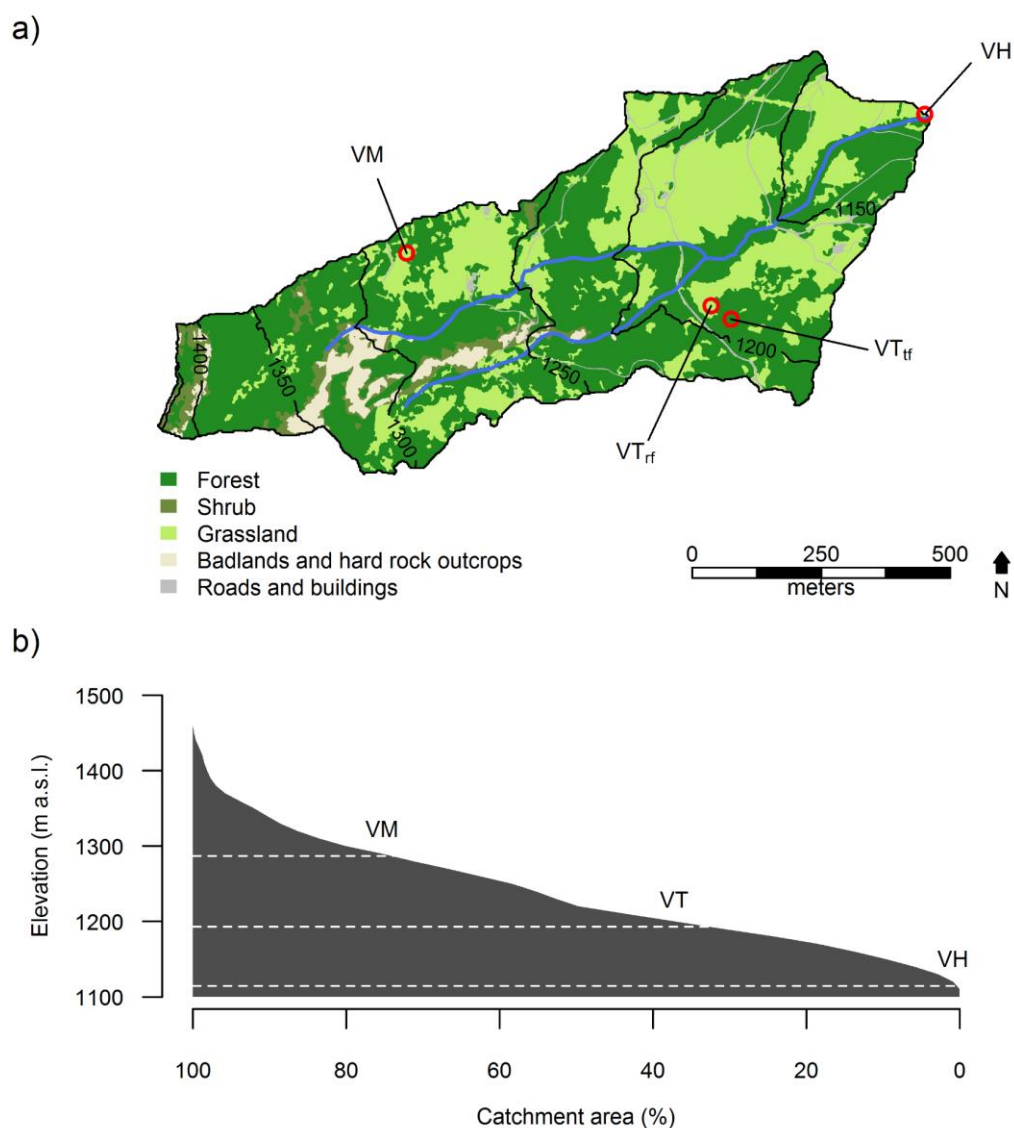 a)
VH
VM
1150
1400
1350
1300
1250
1200
VT_tf
VT_rf
Forest
Shrub
Grassland
Badlands and hard rock outcrops
Roads and buildings
0 250 500
meters
N
b)
Elevation (m a.s.l.)
1500
1400
1300
1200
1100
VM
VT
VH
100 80 60 40 20 0
Catchment area (%)